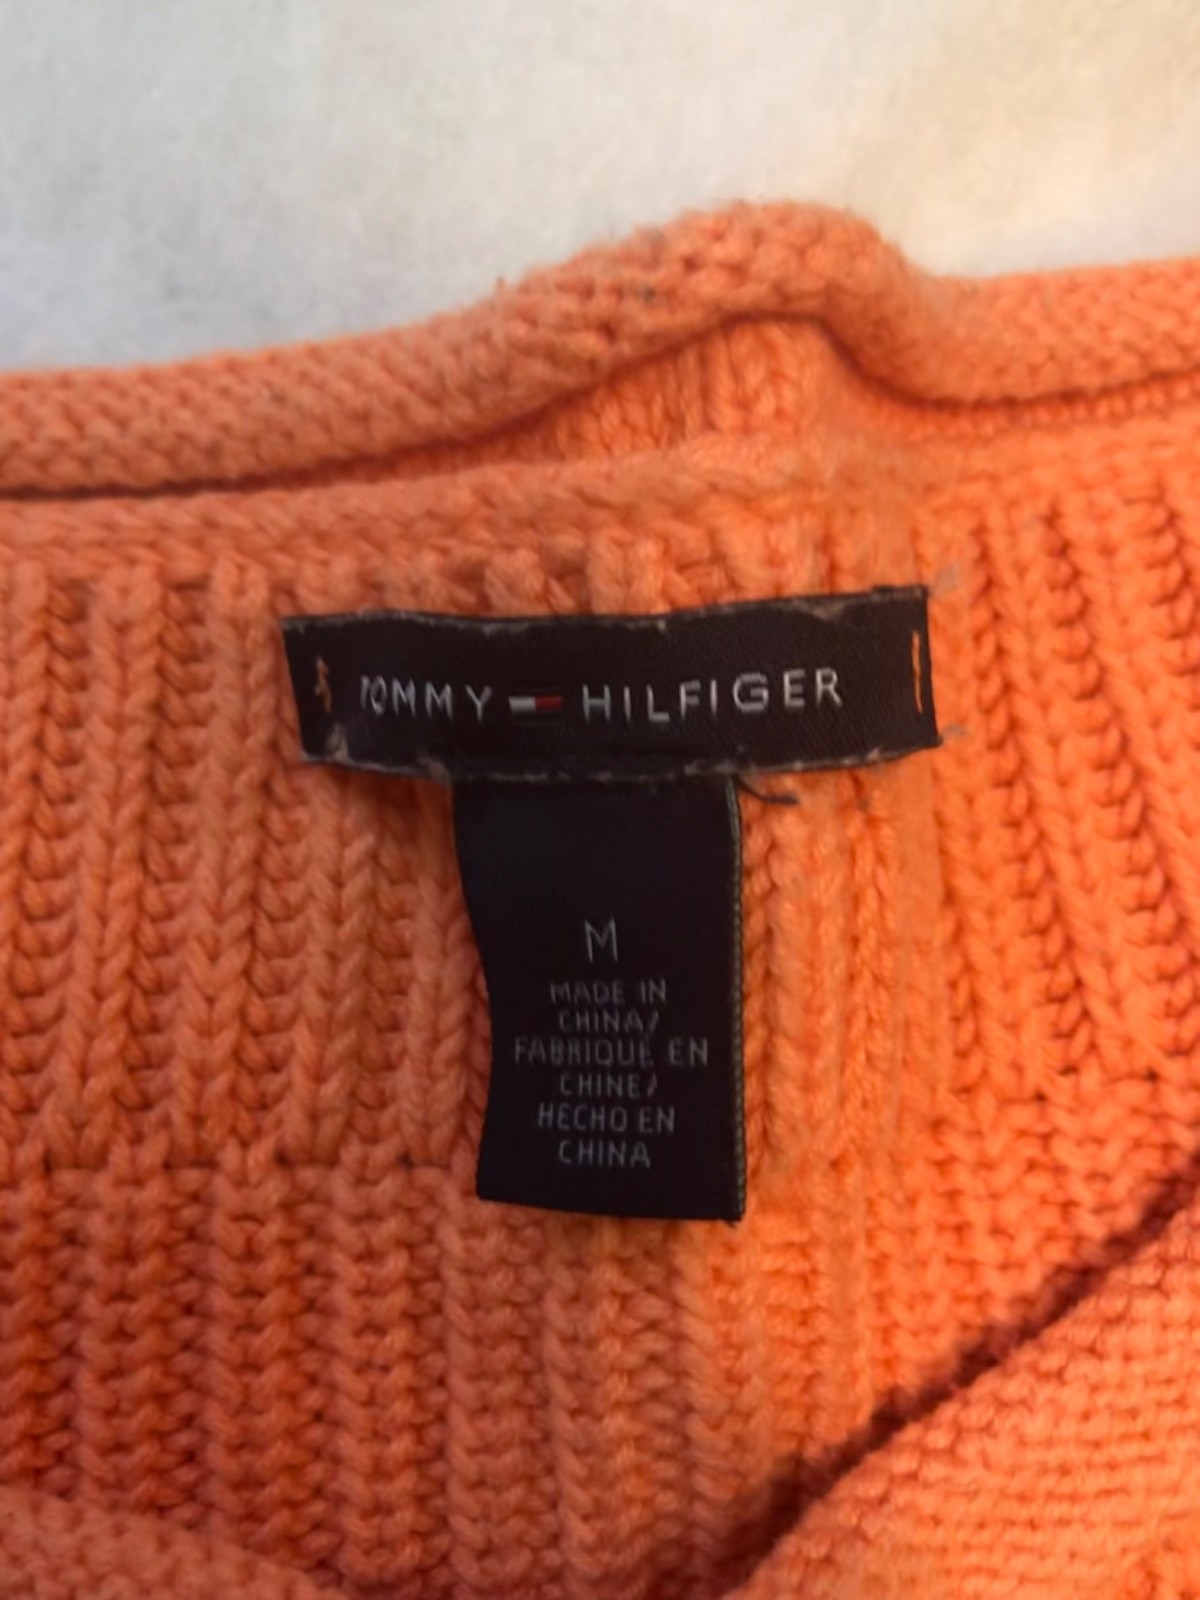 TOMMY HILFIGER
M
MADE IN
CHINA/
FABRIQUÉ EN
CHINE/
HECHO EN
CHINA